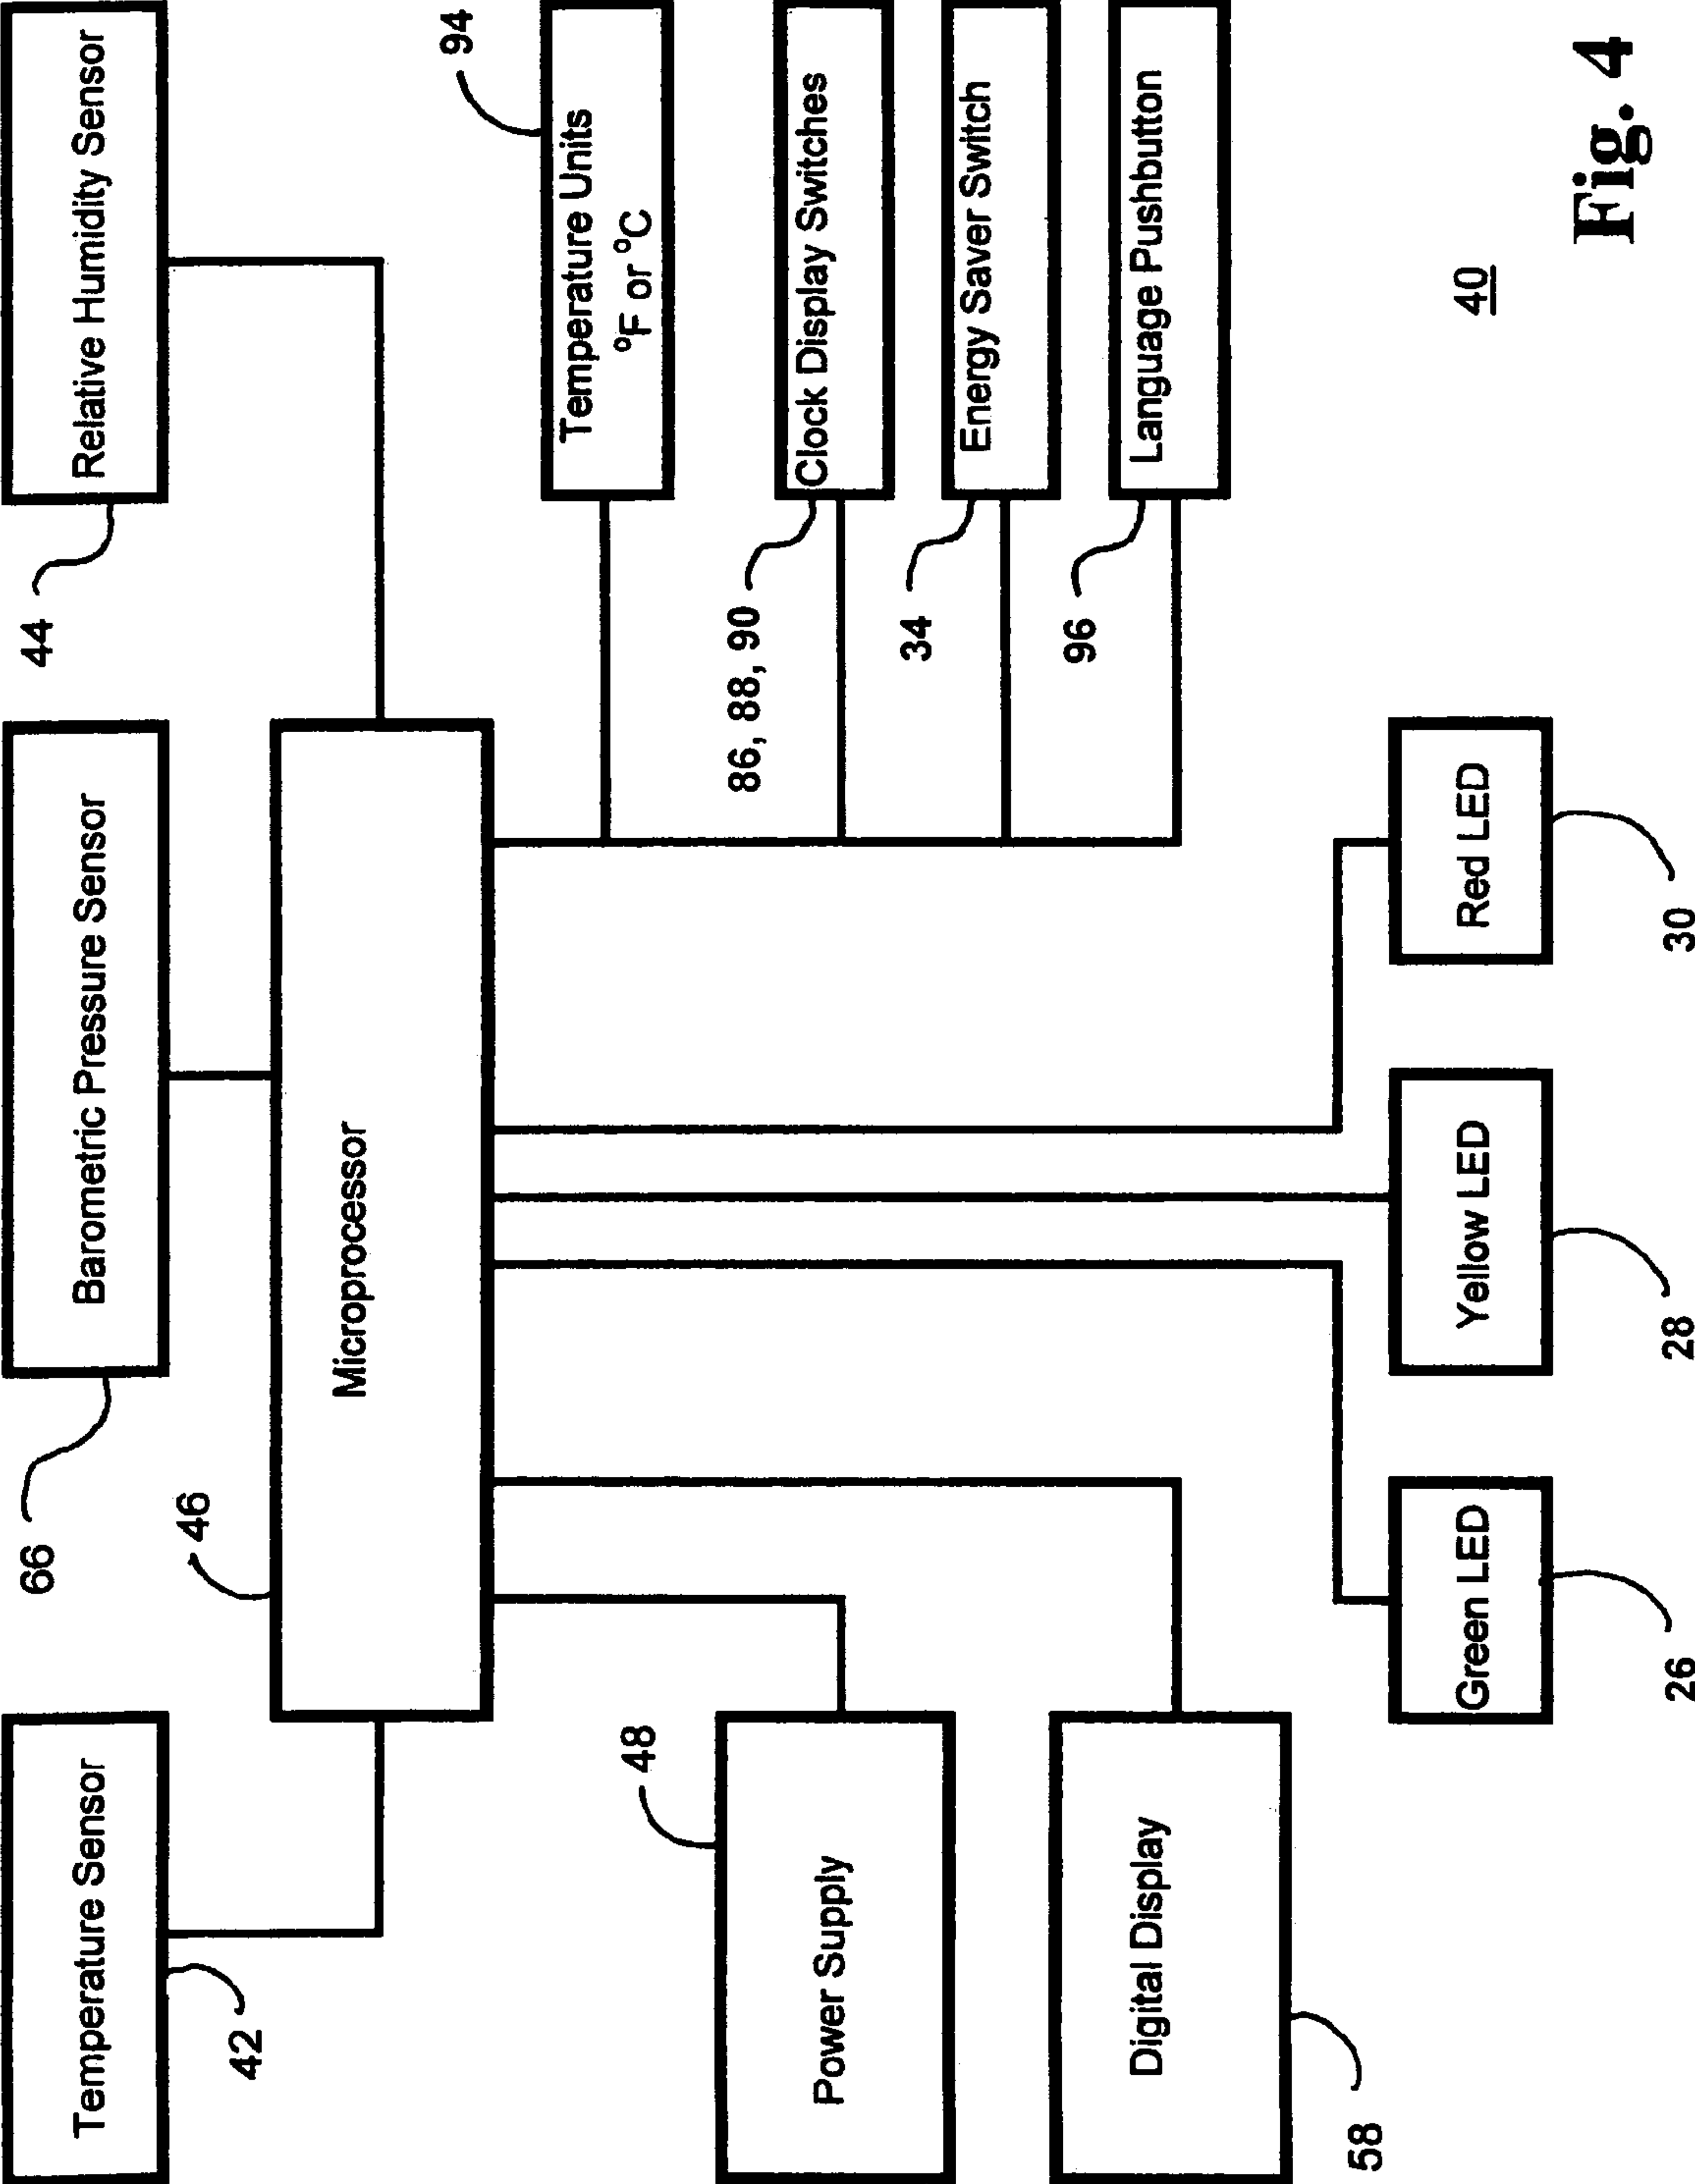 Temperature Sensor
42
66
Barometric Pressure Sensor
44
Relative Humidity Sensor
46
Microprocessor
94
Temperature Units
°F or °C
48
Power Supply
86, 88, 90
Clock Display Switches
34
Energy Saver Switch
58
Digital Display
96
Language Pushbutton
Green LED
26
Yellow LED
28
Red LED
30
40
Fig. 4